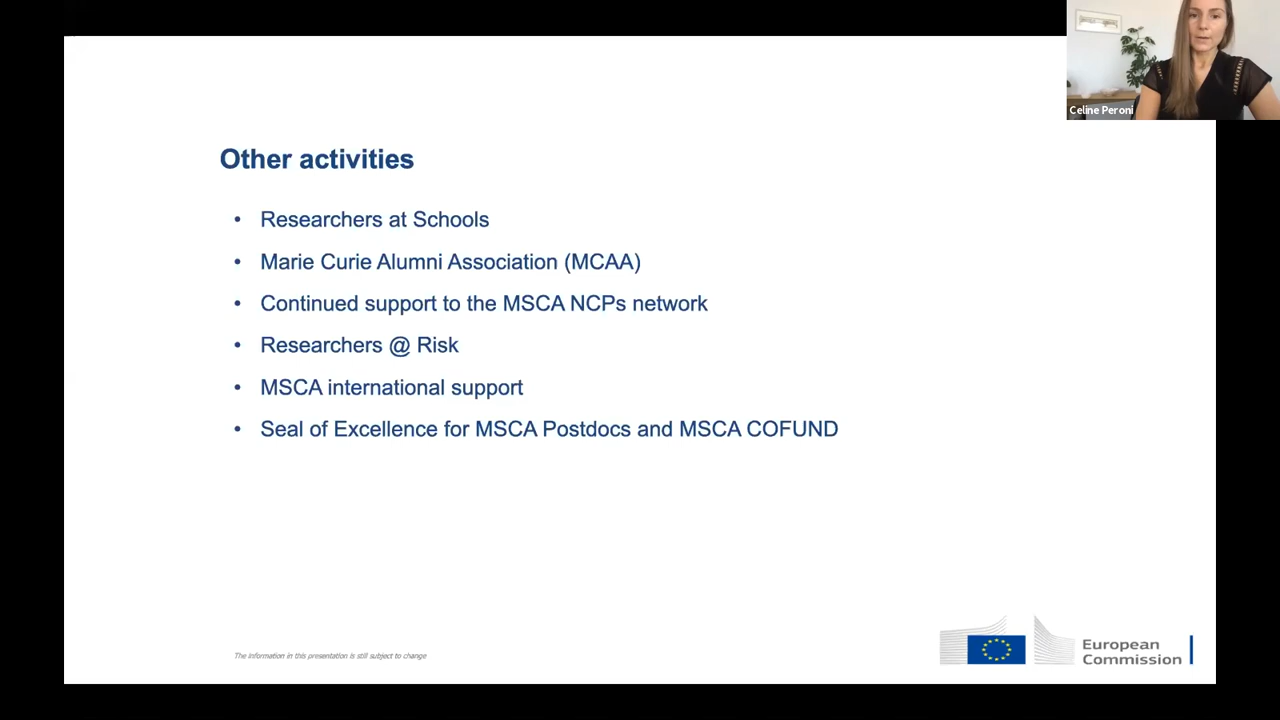 Celine Peroni
Other activities
• Researchers at Schools
• Marie Curie Alumni Association (MCAA)
• Continued support to the MSCA NCPs network
• Researchers @ Risk
• MSCA international support
• Seal of Excellence for MSCA Postdocs and MSCA COFUND
The information in this presentation is still subject to change
European
Commission